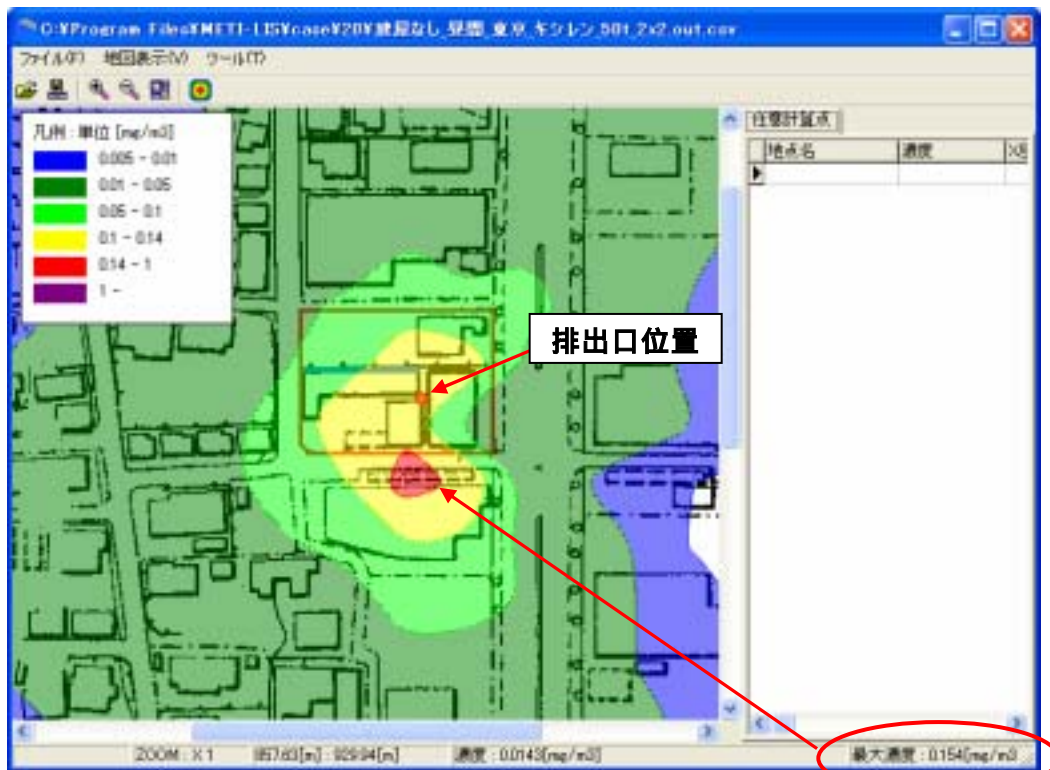 C:¥Program Files¥METI-LIS¥case¥20¥建屋なし_昼間_東京_キシレン_50t_2x2.out.csv
ファイル(F) 地図表示(V) ツール(T)
凡例:単位 [mg/m3]
0.005 - 0.01
0.01 - 0.05
0.05 - 0.1
0.1 - 0.14
0.14 - 1
1 -
排出口位置
任意計算点
地点名 濃度
ZOOM : X 1 濃度:0.0143[mg/m3] 最大濃度:0.154[mg/m3